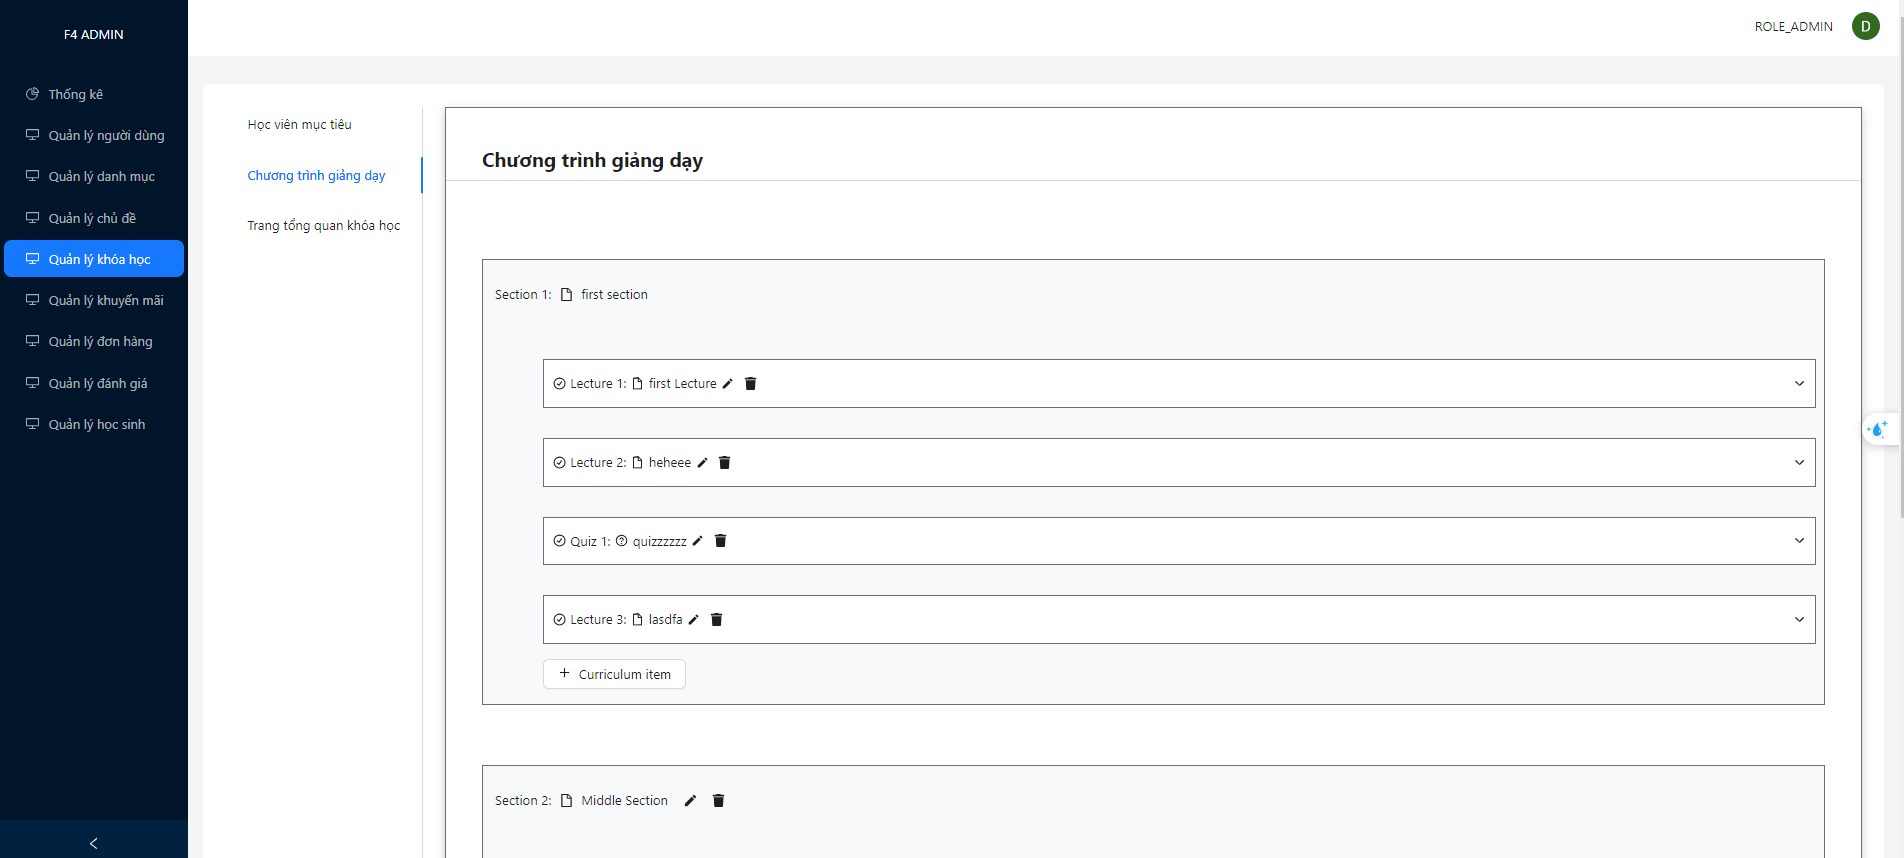 F4 ADMIN
Thống kê
Quản lý người dùng
Quản lý danh mục
Quản lý chủ đề
Quản lý khóa học
Quản lý khuyến mãi
Quản lý đơn hàng
Quản lý đánh giá
Quản lý học sinh
ROLE_ADMIN
D
Học viên mục tiêu
Chương trình giảng dạy
Trang tổng quan khóa học
Chương trình giảng dạy
Section 1: first section
Lecture 1: first Lecture
Lecture 2: heheee
Quiz 1: quizzzzzz
Lecture 3: lasdfa
+ Curriculum item
Section 2: Middle Section